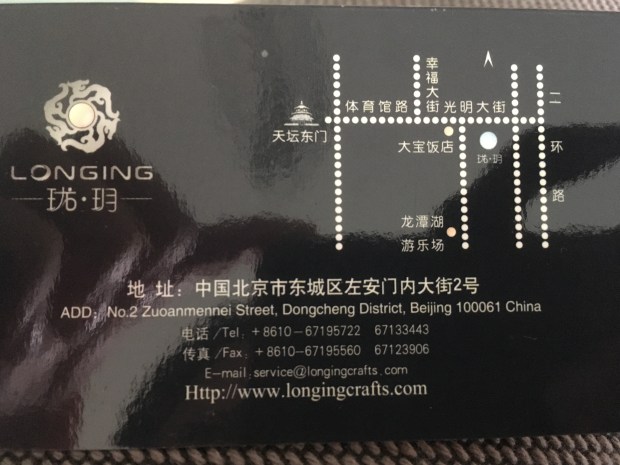 LONGING
珑·玥
幸福大街
体育馆路
光明大街
二环路
天坛东门
大宝饭店
珑·玥
龙潭湖
游乐场
地 址：中国北京市东城区左安门内大街2号
ADD: No.2 Zuoanmennei Street, Dongcheng District, Beijing 100061 China
电话 /Tel：+8610-67195722 67133443
传真 /Fax：+8610-67195560 67123906
E-mail:service@longingcrafts.com
Http://www.longingcrafts.com